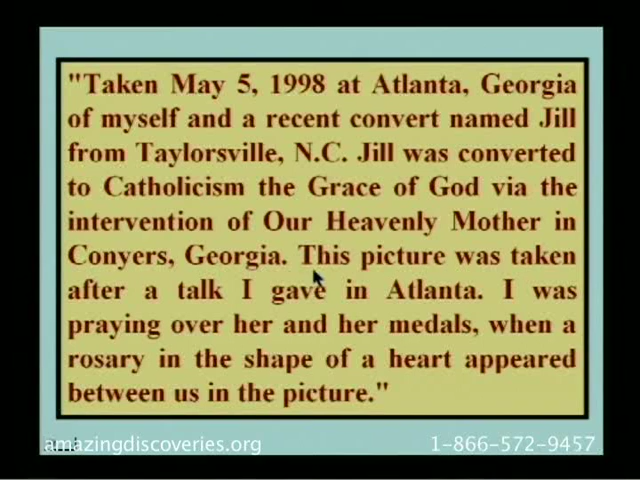 "Taken May 5, 1998 at Atlanta, Georgia
of myself and a recent convert named Jill
from Taylorsville, N.C. Jill was converted
to Catholicism the Grace of God via the
intervention of Our Heavenly Mother in
Conyers, Georgia. This picture was taken
after a talk I gave in Atlanta. I was
praying over her and her medals, when a
rosary in the shape of a heart appeared
between us in the picture."
amazingdiscoveries.org 1-866-572-9457